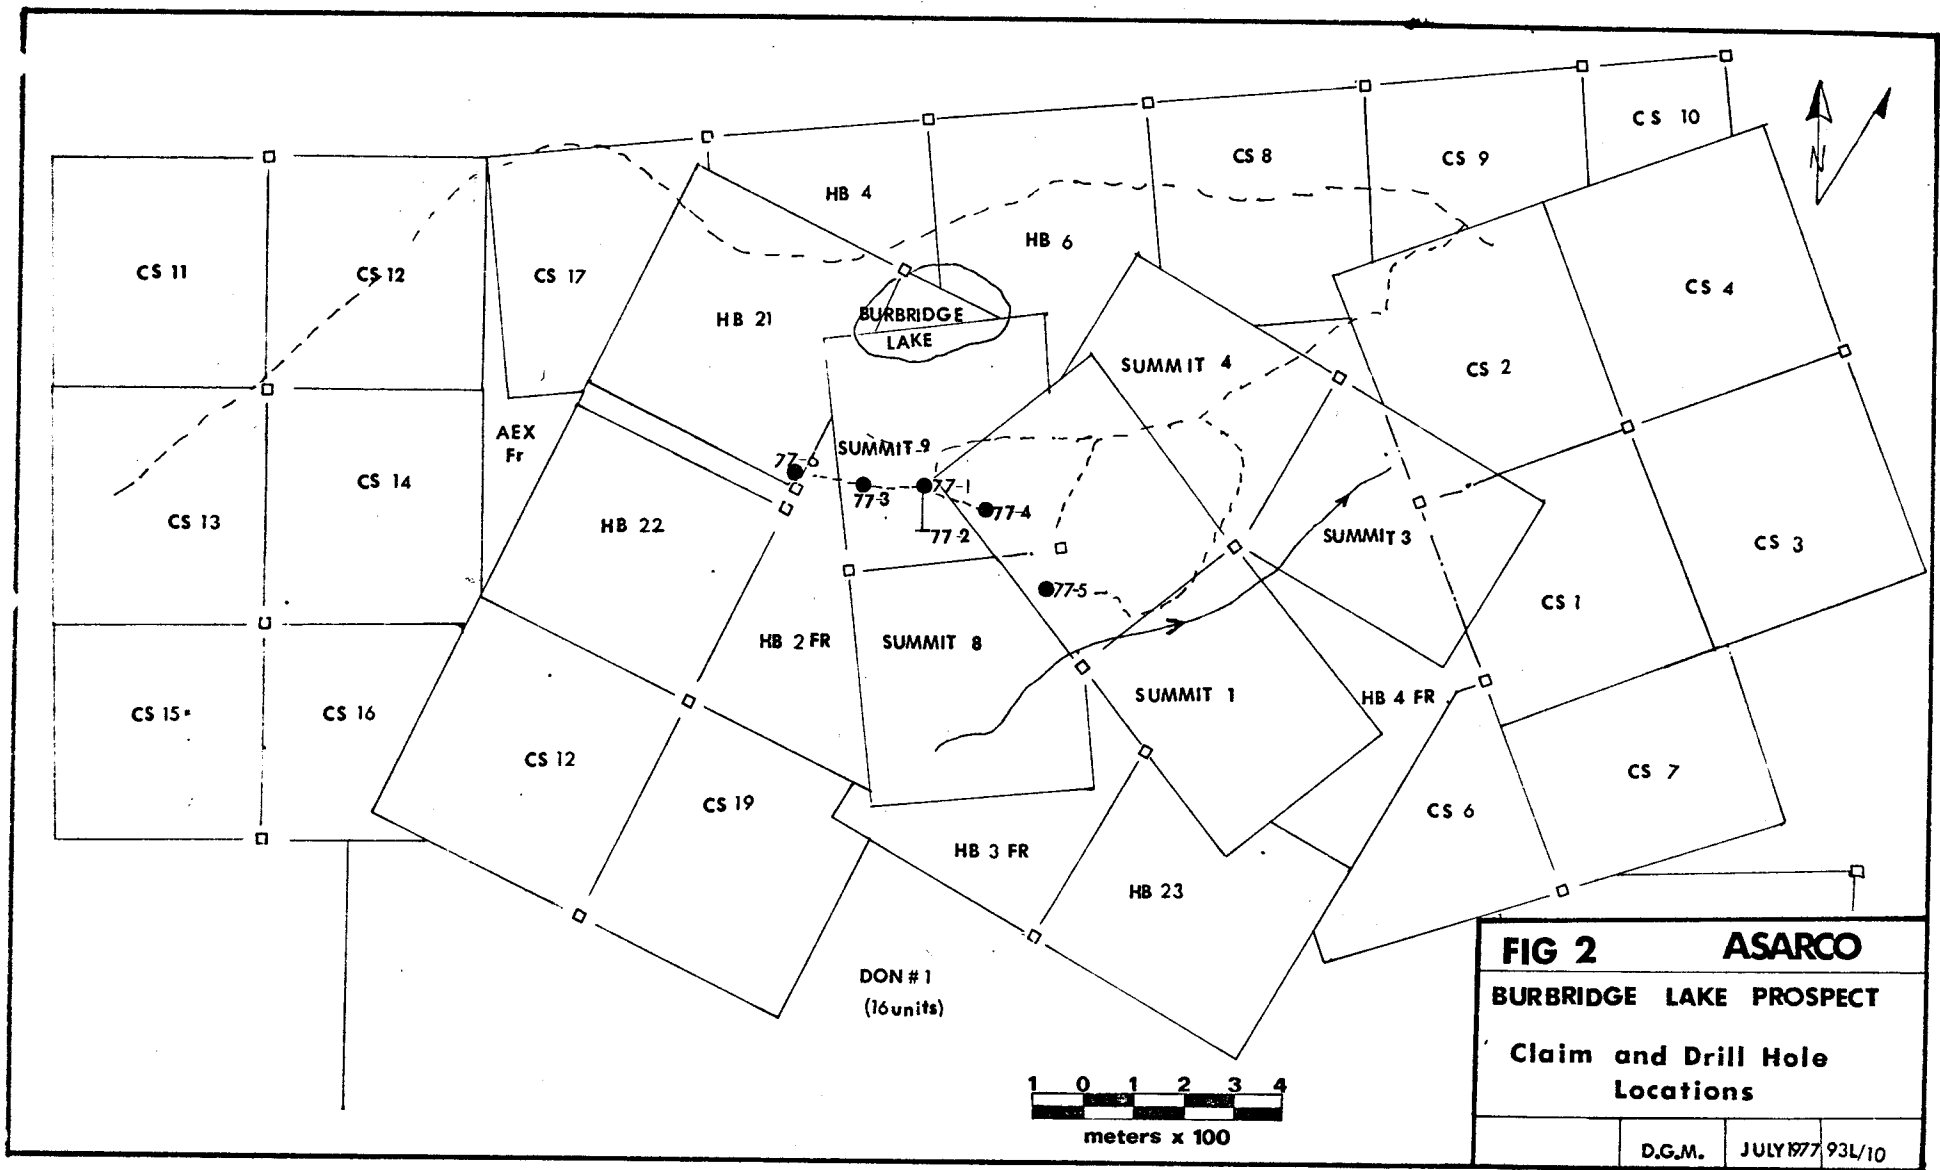 CS 10
CS 8
CS 9
HB 4
HB 6
CS 11
CS 12
CS 17
CS 4
N
HB 21
BURBRIDGE
LAKE
SUMMIT 4
CS 2
AEX
Fr
SUMMIT 9
77-6
77-3
77-1
77-4
77-2
CS 14
CS 13
HB 22
SUMMIT 3
CS 3
77-5
CS 1
HB 2 FR
SUMMIT 8
SUMMIT 1
HB 4 FR
CS 15
CS 16
CS 12
CS 19
CS 7
CS 6
HB 3 FR
HB 23
DON # 1
(16 units)
1 0 1 2 3 4
meters x 100
FIG 2 ASARCO
BURBRIDGE LAKE PROSPECT
Claim and Drill Hole
Locations
D.G.M. JULY 1977 93L/10